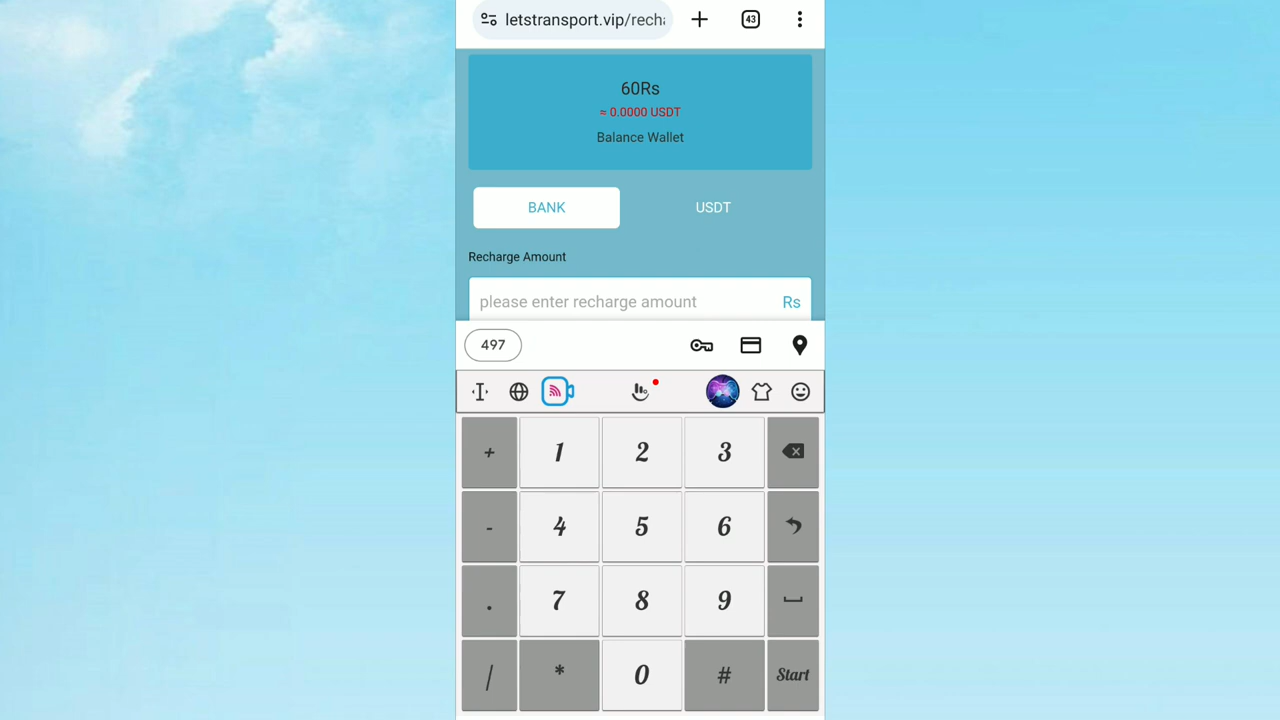 letstransport.vip/rech
43
60Rs
≈ 0.0000 USDT
Balance Wallet
BANK USDT
Recharge Amount
please enter recharge amount Rs
497
+ 1 2 3
- 4 5 6
. 7 8 9
/ * 0 # Start